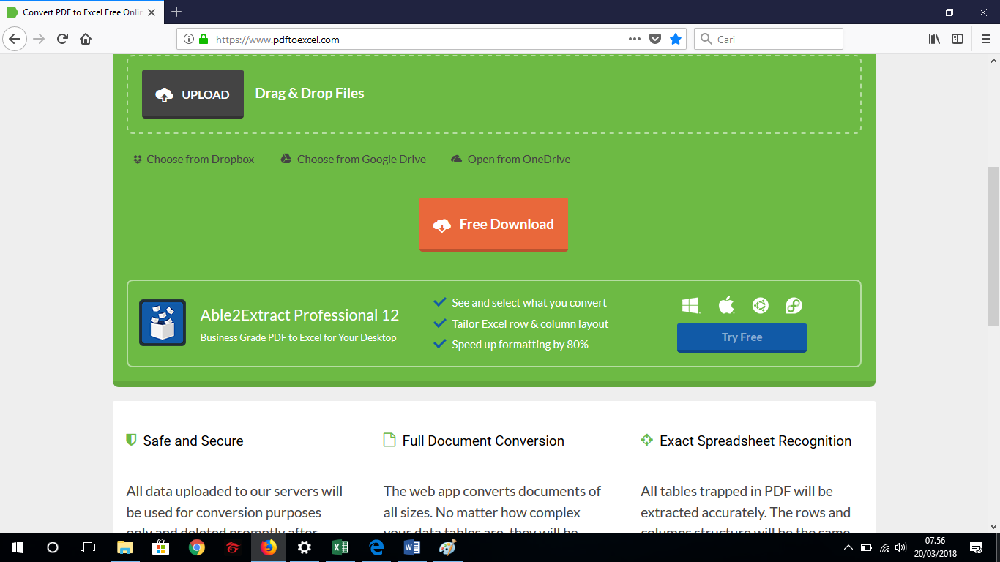 Convert PDF to Excel Free Onlin
https://www.pdftoexcel.com
Cari
UPLOAD
Drag & Drop Files
Choose from Dropbox
Choose from Google Drive
Open from OneDrive
Free Download
Able2Extract Professional 12
Business Grade PDF to Excel for Your Desktop
See and select what you convert
Tailor Excel row & column layout
Speed up formatting by 80%
Try Free
Safe and Secure
All data uploaded to our servers will
be used for conversion purposes
only and deleted promptly after
Full Document Conversion
The web app converts documents of
all sizes. No matter how complex
your data tables are, they will be
Exact Spreadsheet Recognition
All tables trapped in PDF will be
extracted accurately. The rows and
columns structure will be the same
07.56
20/03/2018